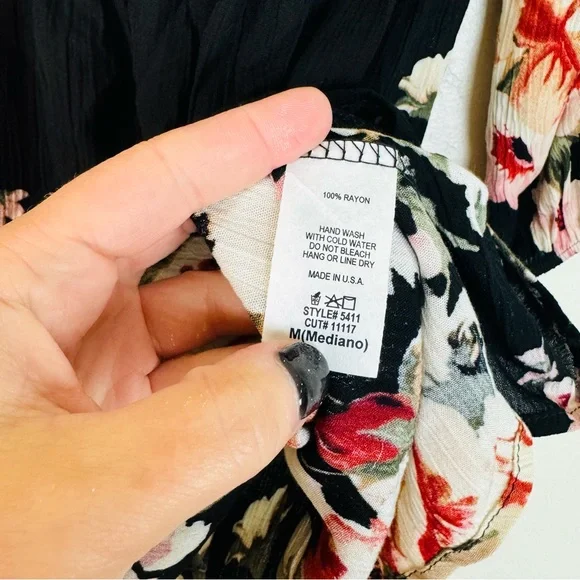 100% RAYON
HAND WASH
WITH COLD WATER
DO NOT BLEACH
HANG OR LINE DRY
MADE IN U.S.A.
STYLE# 5411
CUT# 11117
M(Mediano)